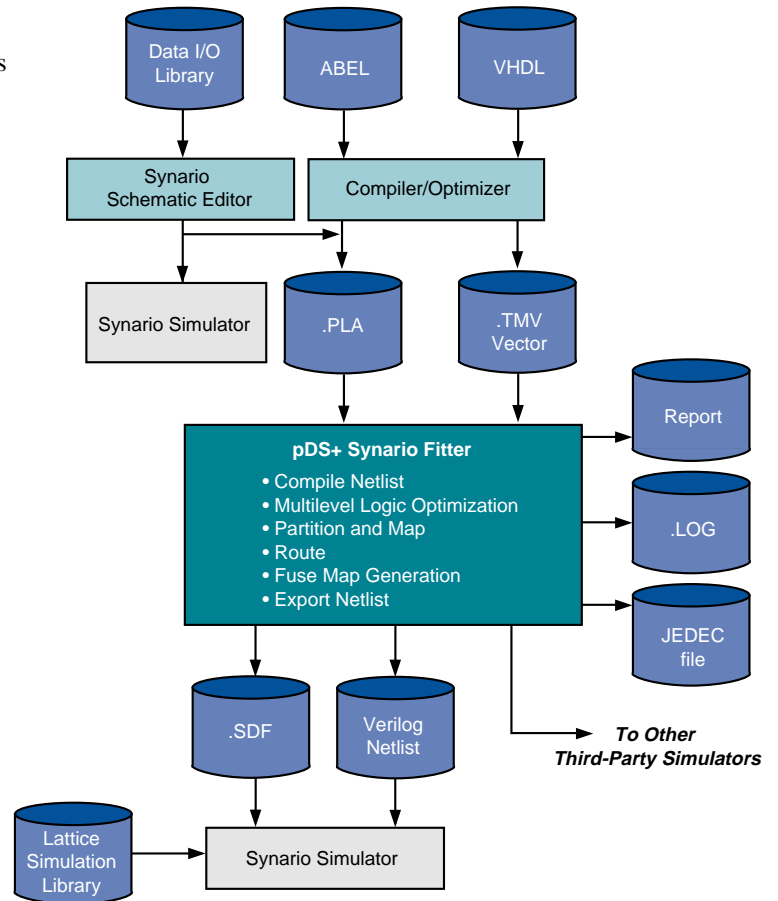 s
Data I/O
Library
ABEL
VHDL
Synario
Schematic Editor
Compiler/Optimizer
Synario Simulator
.PLA
.TMV
Vector
pDS+ Synario Fitter
• Compile Netlist
• Multilevel Logic Optimization
• Partition and Map
• Route
• Fuse Map Generation
• Export Netlist
Report
.LOG
JEDEC
file
.SDF
Verilog
Netlist
To Other
Third-Party Simulators
Lattice
Simulation
Library
Synario Simulator